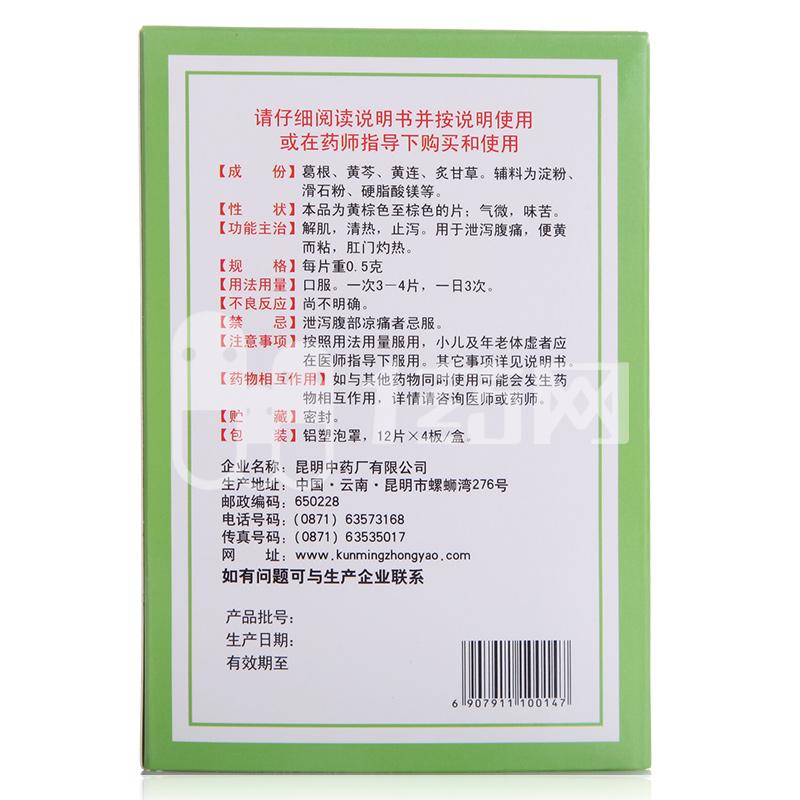 请仔细阅读说明书并按说明使用
或在药师指导下购买和使用
【成 份】葛根、黄芩、黄连、炙甘草。辅料为淀粉、
滑石粉、硬脂酸镁等。
【性 状】本品为黄棕色至棕色的片；气微，味苦。
【功能主治】解肌，清热，止泻。用于泄泻腹痛，便黄
而粘，肛门灼热。
【规 格】每片重0.5克
【用法用量】口服。一次3－4片，一日3次。
【不良反应】尚不明确。
【禁 忌】泄泻腹部凉痛者忌服。
【注意事项】按照用法用量服用，小儿及年老体虚者应
在医师指导下服用。其它事项详见说明书。
【药物相互作用】如与其他药物同时使用可能会发生药
物相互作用，详情请咨询医师或药师。
【贮 藏】密封。
【包 装】铝塑泡罩，12片×4板/盒。
企业名称：昆明中药厂有限公司
生产地址：中国·云南·昆明市螺蛳湾276号
邮政编码：650228
电话号码：(0871) 63573168
传真号码：(0871) 63535017
网 址：www.kunmingzhongyao.com
如有问题可与生产企业联系
产品批号：
生产日期：
有效期至
6 907911 100147